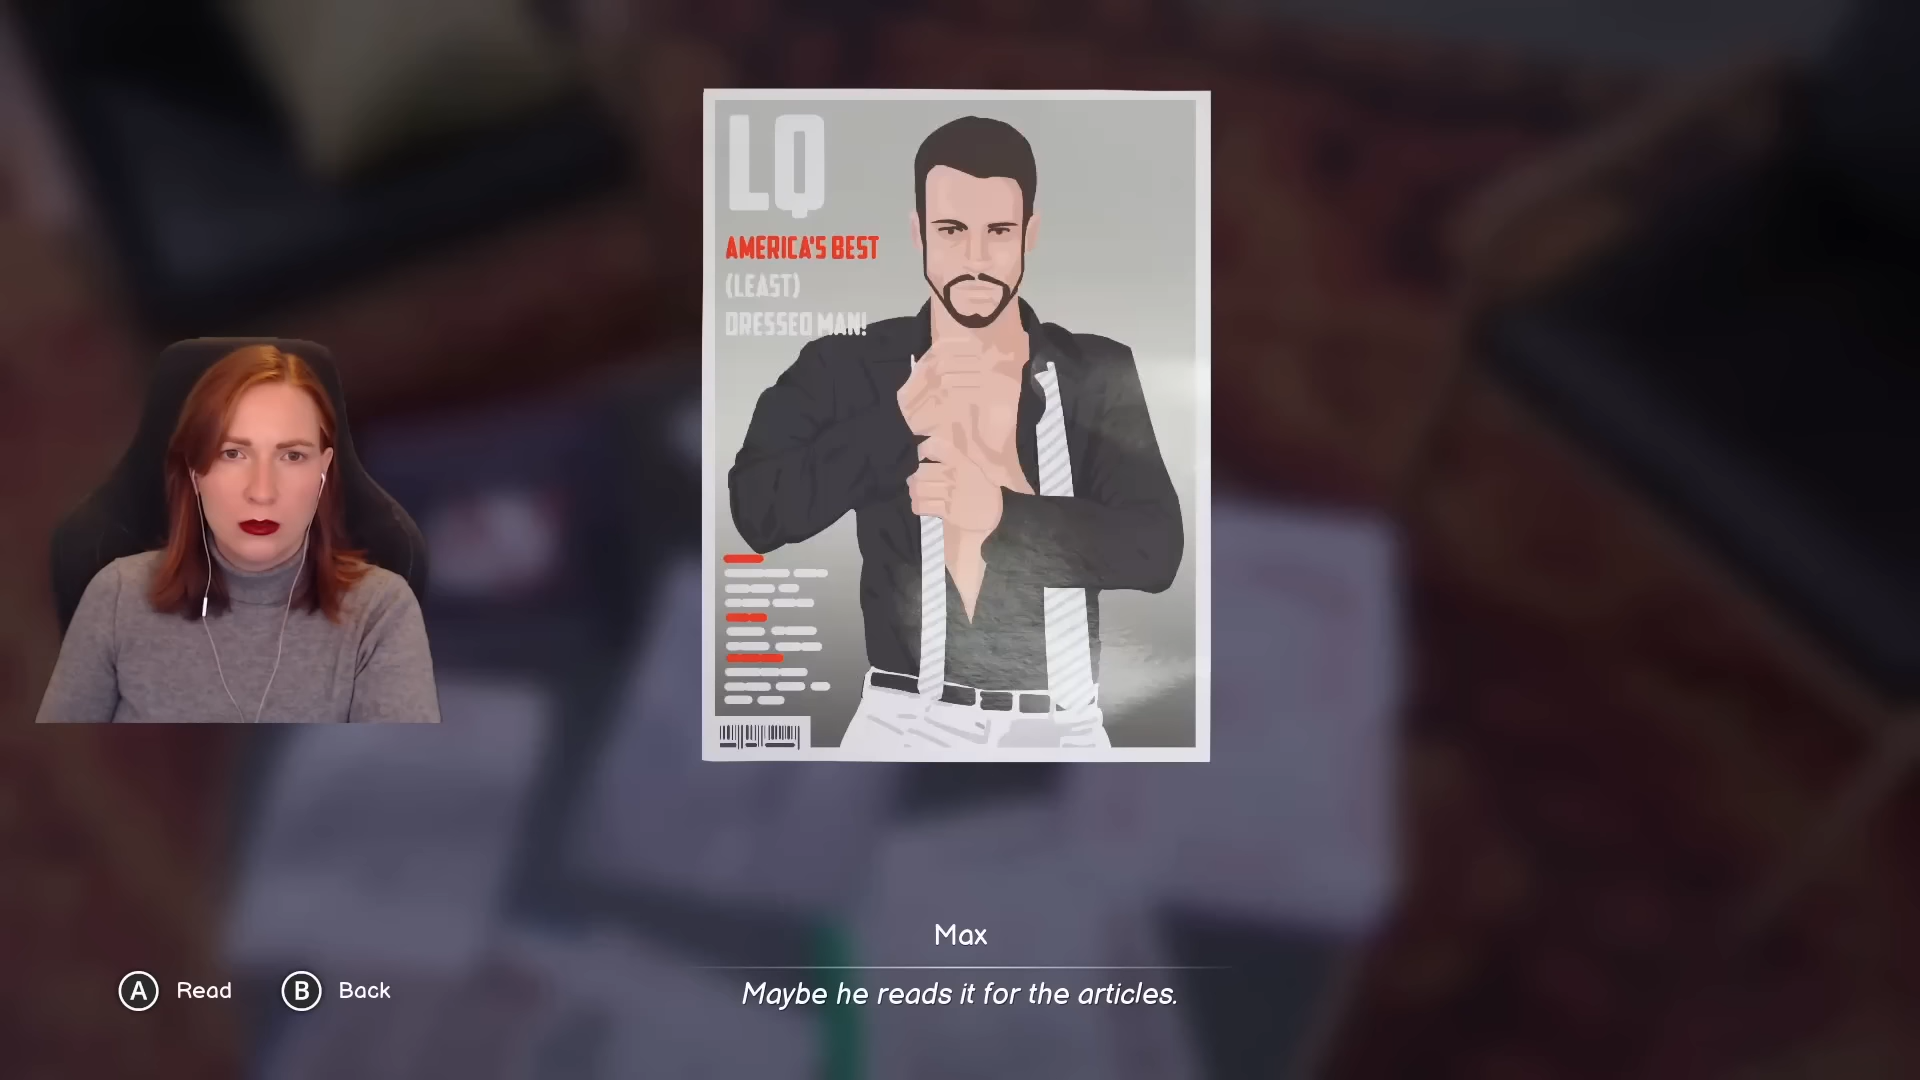 LQ
AMERICA'S BEST
(LEAST)
DRESSED MAN!
Max
Maybe he reads it for the articles.
A Read B Back